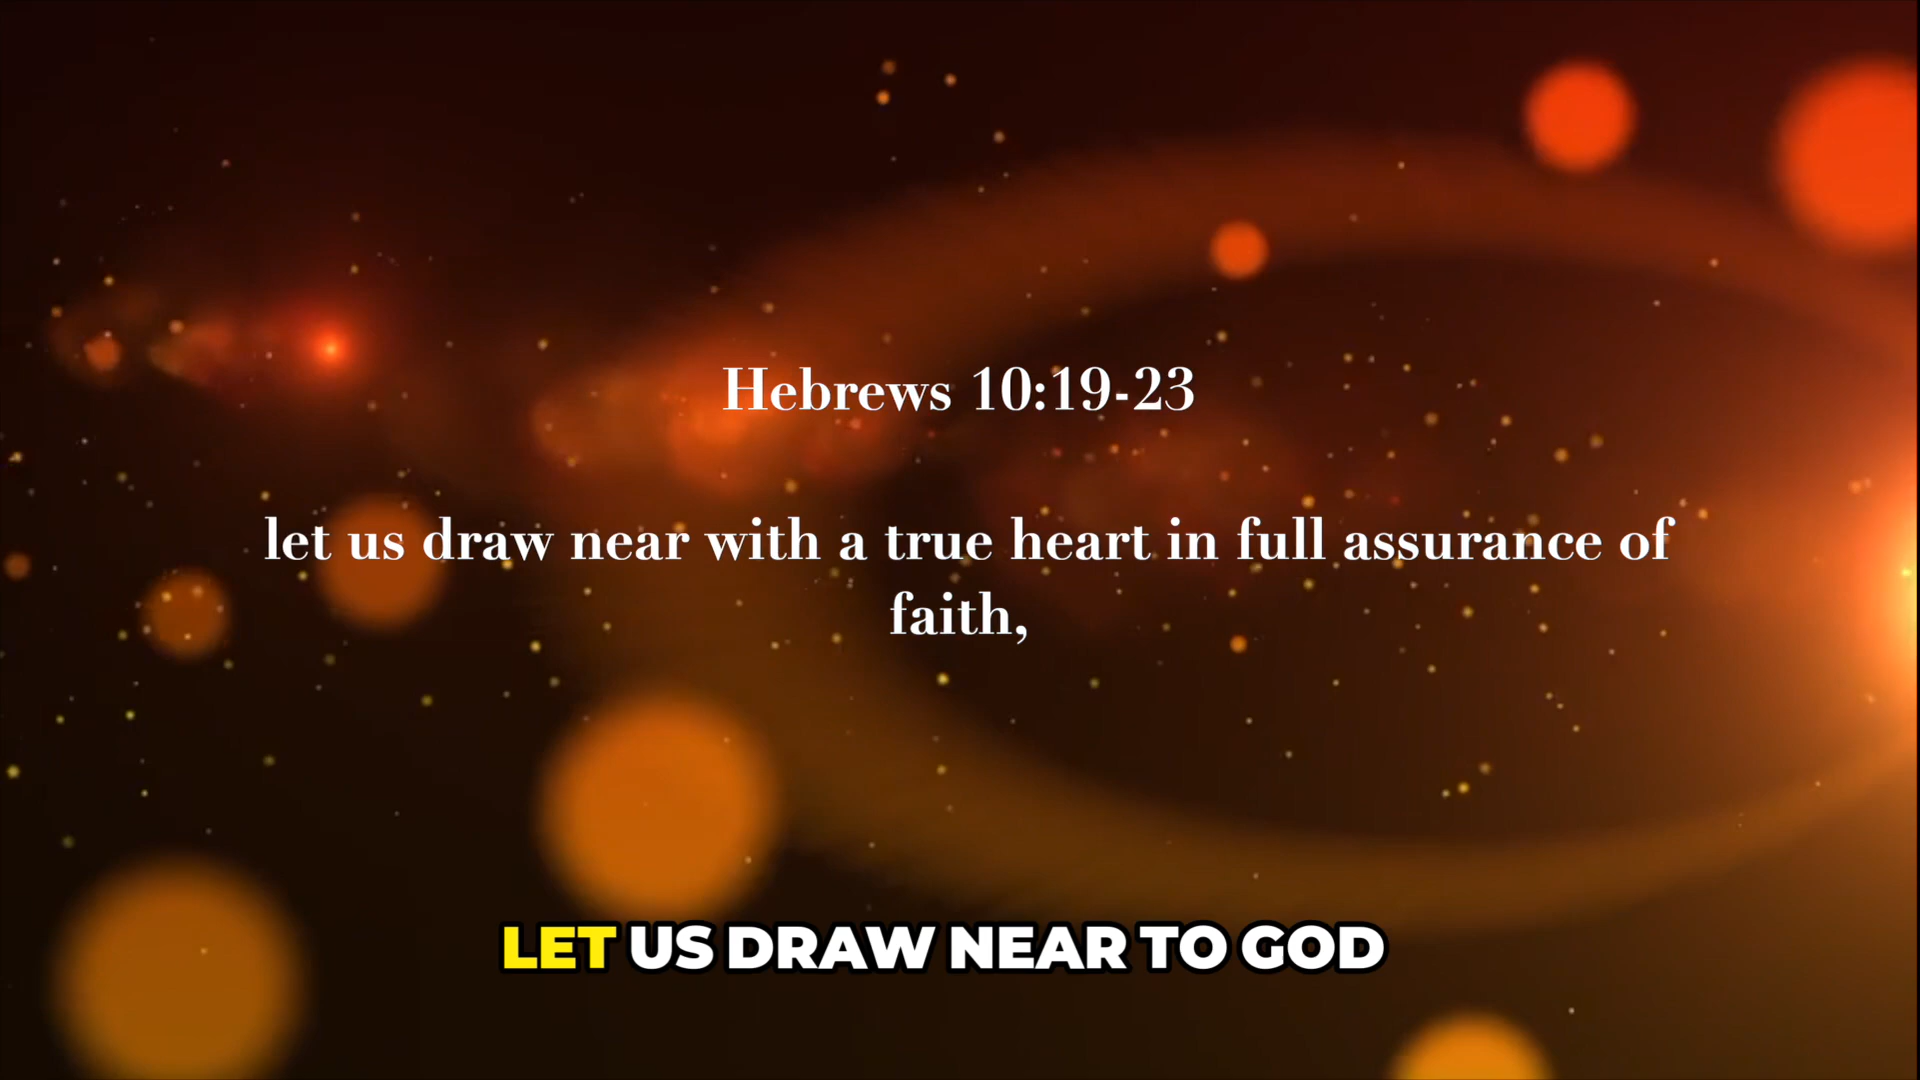 Hebrews 10:19-23
let us draw near with a true heart in full assurance of
faith,
LET US DRAW NEAR TO GOD